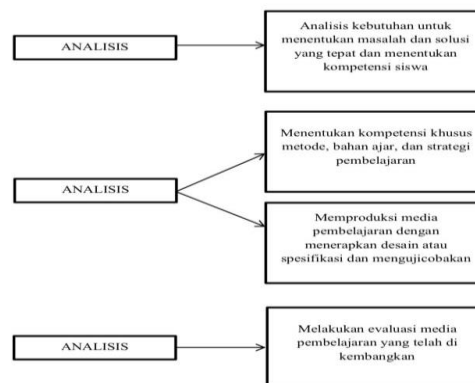 ANALISIS
Analisis kebutuhan untuk
menentukan masalah dan solusi
yang tepat dan menentukan
kompetensi siswa
ANALISIS
Menentukan kompetensi khusus
metode, bahan ajar, dan strategi
pembelajaran
Memproduksi media
pembelajaran dengan
menerapkan desain atau
spesifikasi dan mengujicobakan
ANALISIS
Melakukan evaluasi media
pembelajaran yang telah di
kembangkan